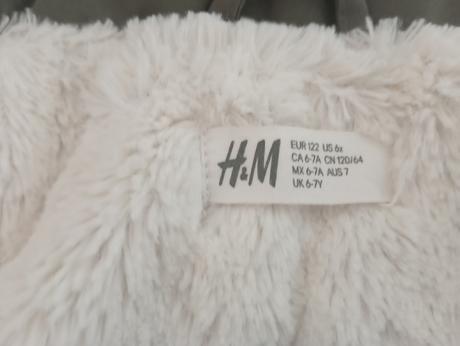 H&M
EUR 122 US 6x
CA 6-7A CN 120/64
MX 6-7A AUS 7
UK 6-7Y